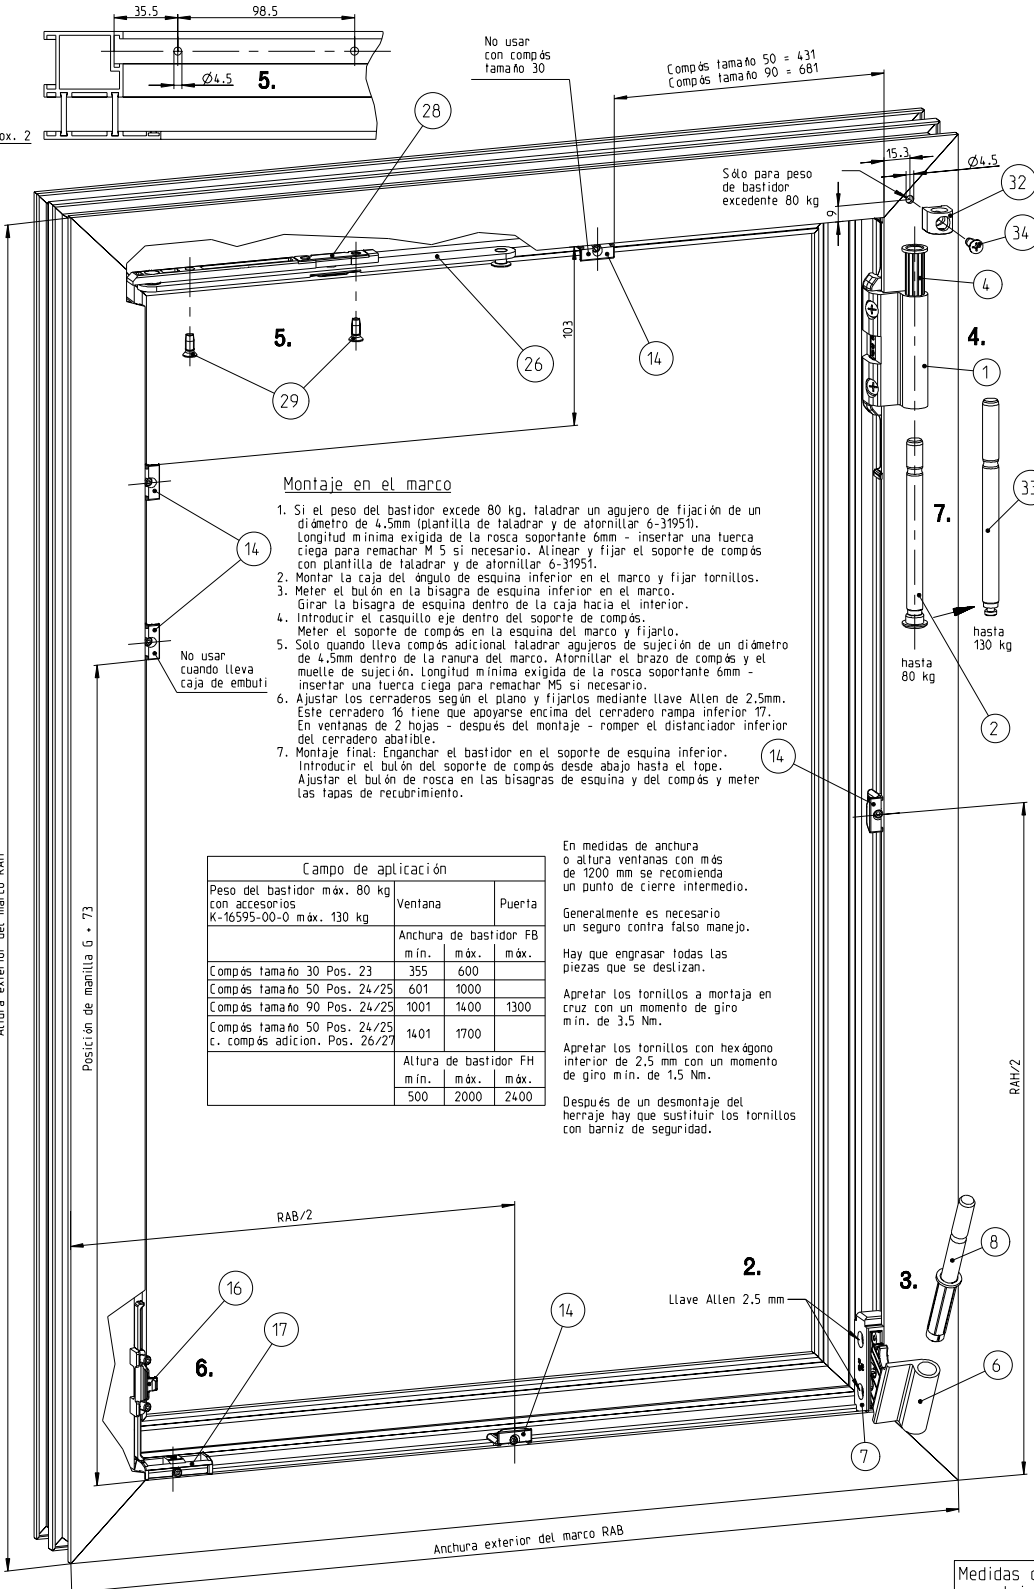 35.5
98.5
Ø4.5
5.
ox. 2
28
No usar
con compás
tamaño 30
Compás tamaño 50 = 431
Compás tamaño 90 = 681
15.3
Ø4.5
Sólo para peso
de bastidor
excedente 80 kg
9
32
34
4
4.
1
5.
29
26
14
103
33
7.
hasta
130 kg
hasta
80 kg
2
14
No usar
cuando lleva
caja de embuti
Montaje en el marco
1. Si el peso del bastidor excede 80 kg. taladrar un agujero de fijación de un
diámetro de 4.5mm (plantilla de taladrar y de atornillar 6-31951).
Longitud mínima exigida de la rosca soportante 6mm - insertar una tuerca
ciega para remachar M 5 si necesario. Alinear y fijar el soporte de compás
con plantilla de taladrar y de atornillar 6-31951.
2. Montar la caja del ángulo de esquina inferior en el marco y fijar tornillos.
3. Meter el bulón en la bisagra de esquina inferior en el marco.
Girar la bisagra de esquina dentro de la caja hacia el interior.
4. Introducir el casquillo eje dentro del soporte de compás.
Meter el soporte de compás en la esquina del marco y fijarlo.
5. Solo quando lleva compás adicional taladrar agujeros de sujeción de un diámetro
de 4.5mm dentro de la ranura del marco. Atornillar el brazo de compás y el
muelle de sujeción. Longitud mínima exigida de la rosca soportante 6mm -
insertar una tuerca ciega para remachar M5 si necesario.
6. Ajustar los cerraderos según el plano y fijarlos mediante llave Allen de 2,5mm.
Este cerradero 16 tiene que apoyarse encima del cerradero rampa inferior 17.
En ventanas de 2 hojas - después del montaje - romper el distanciador inferior
del cerradero abatible.
7. Montaje final: Enganchar el bastidor en el soporte de esquina inferior.
Introducir el bulón del soporte de compás desde abajo hasta el tope.
Ajustar el bulón de rosca en las bisagras de esquina y del compás y meter
las tapas de recubrimiento.
14
Campo de aplicación
Peso del bastidor máx. 80 kg
con accesorios
K-16595-00-0 máx. 130 kg
Ventana Puerta
Anchura de bastidor FB
mín. máx. máx.
Compás tamaño 30 Pos. 23 355 600
Compás tamaño 50 Pos. 24/25 601 1000
Compás tamaño 90 Pos. 24/25 1001 1400 1300
Compás tamaño 50 Pos. 24/25
c. compás adicion. Pos. 26/27 1401 1700
Altura de bastidor FH
mín. máx. máx.
500 2000 2400
En medidas de anchura
o altura ventanas con más
de 1200 mm se recomienda
un punto de cierre intermedio.
Generalmente es necesario
un seguro contra falso manejo.
Hay que engrasar todas las
piezas que se deslizan.
Apretar los tornillos a mortaja en
cruz con un momento de giro
mín. de 3.5 Nm.
Apretar los tornillos con hexágono
interior de 2,5 mm con un momento
de giro mín. de 1.5 Nm.
Después de un desmontaje del
herraje hay que sustituir los tornillos
con barniz de seguridad.
Altura exterior del marco RAH
Posición de manilla G + 73
RAH/2
RAB/2
2.
Llave Allen 2.5 mm
3.
8
6
7
16
17
6.
14
Anchura exterior del marco RAB
Medidas